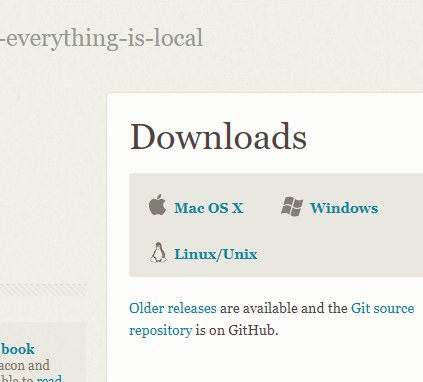 -everything-is-local
Downloads
Mac OS X
Windows
Linux/Unix
Older releases are available and the Git source
repository is on GitHub.
book
acon and
read